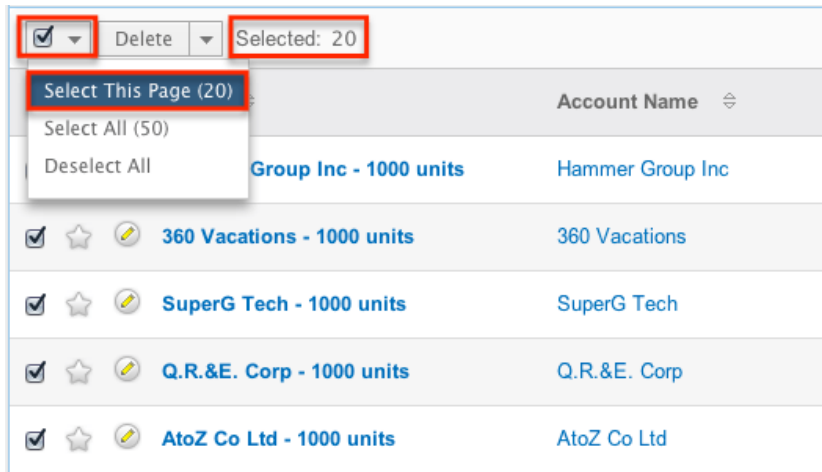 Delete
Selected: 20
Select This Page (20)
Select All (50)
Deselect All
Account Name
Group Inc - 1000 units
Hammer Group Inc
360 Vacations - 1000 units
360 Vacations
SuperG Tech - 1000 units
SuperG Tech
Q.R.&E. Corp - 1000 units
Q.R.&E. Corp
AtoZ Co Ltd - 1000 units
AtoZ Co Ltd